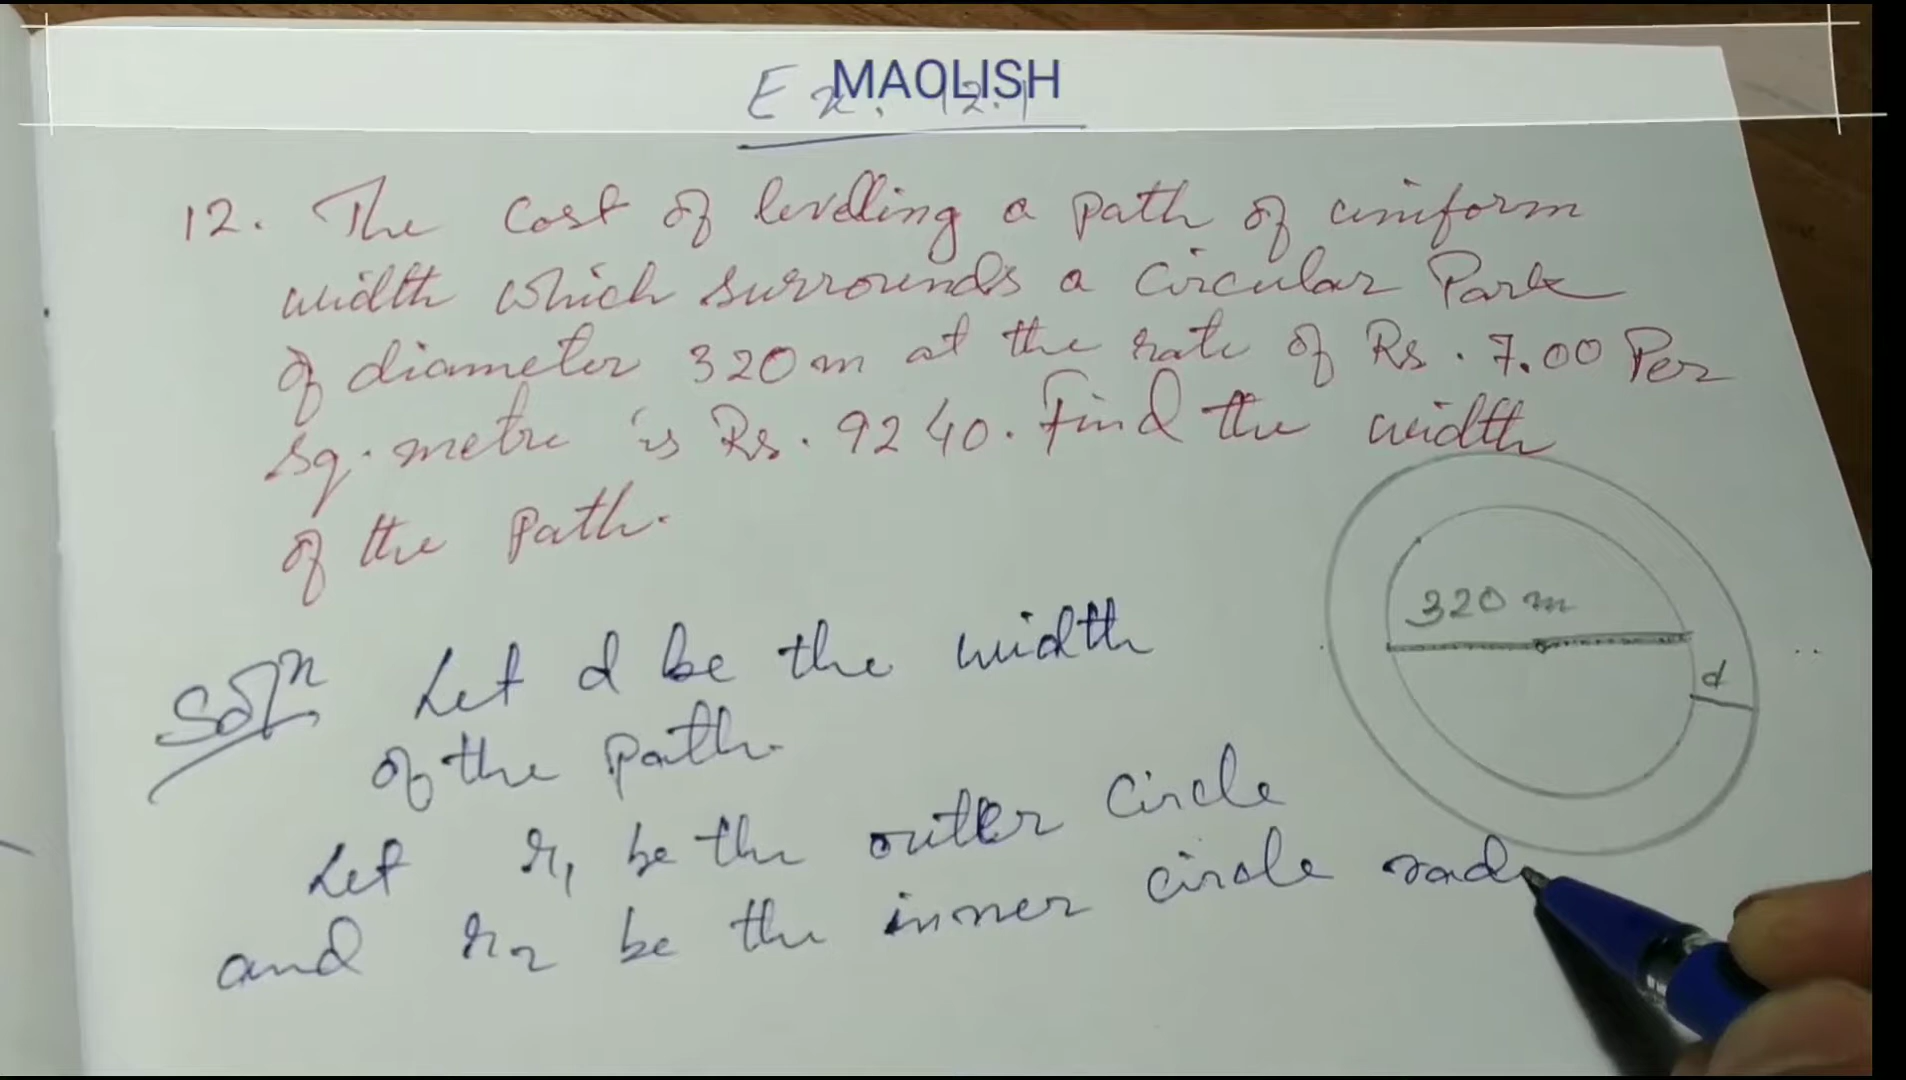 MAOLISH
Ex. 12.1
12. The cost of levelling a path of uniform
width which surrounds a circular Park
of diameter 320m at the rate of Rs. 7.00 Per
sq. metre is Rs. 9240. Find the width
of the path.
320 m
d
Solⁿ Let d be the width
of the path.
Let r₁ be the outer circle
and r₂ be the inner circle rad